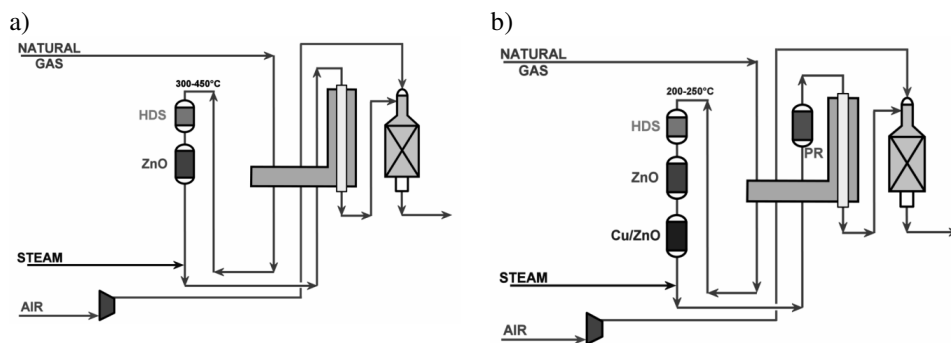 a)
NATURAL
GAS
300-450°C
HDS
ZnO
STEAM
AIR
b)
NATURAL
GAS
200-250°C
HDS
PR
ZnO
Cu/ZnO
STEAM
AIR